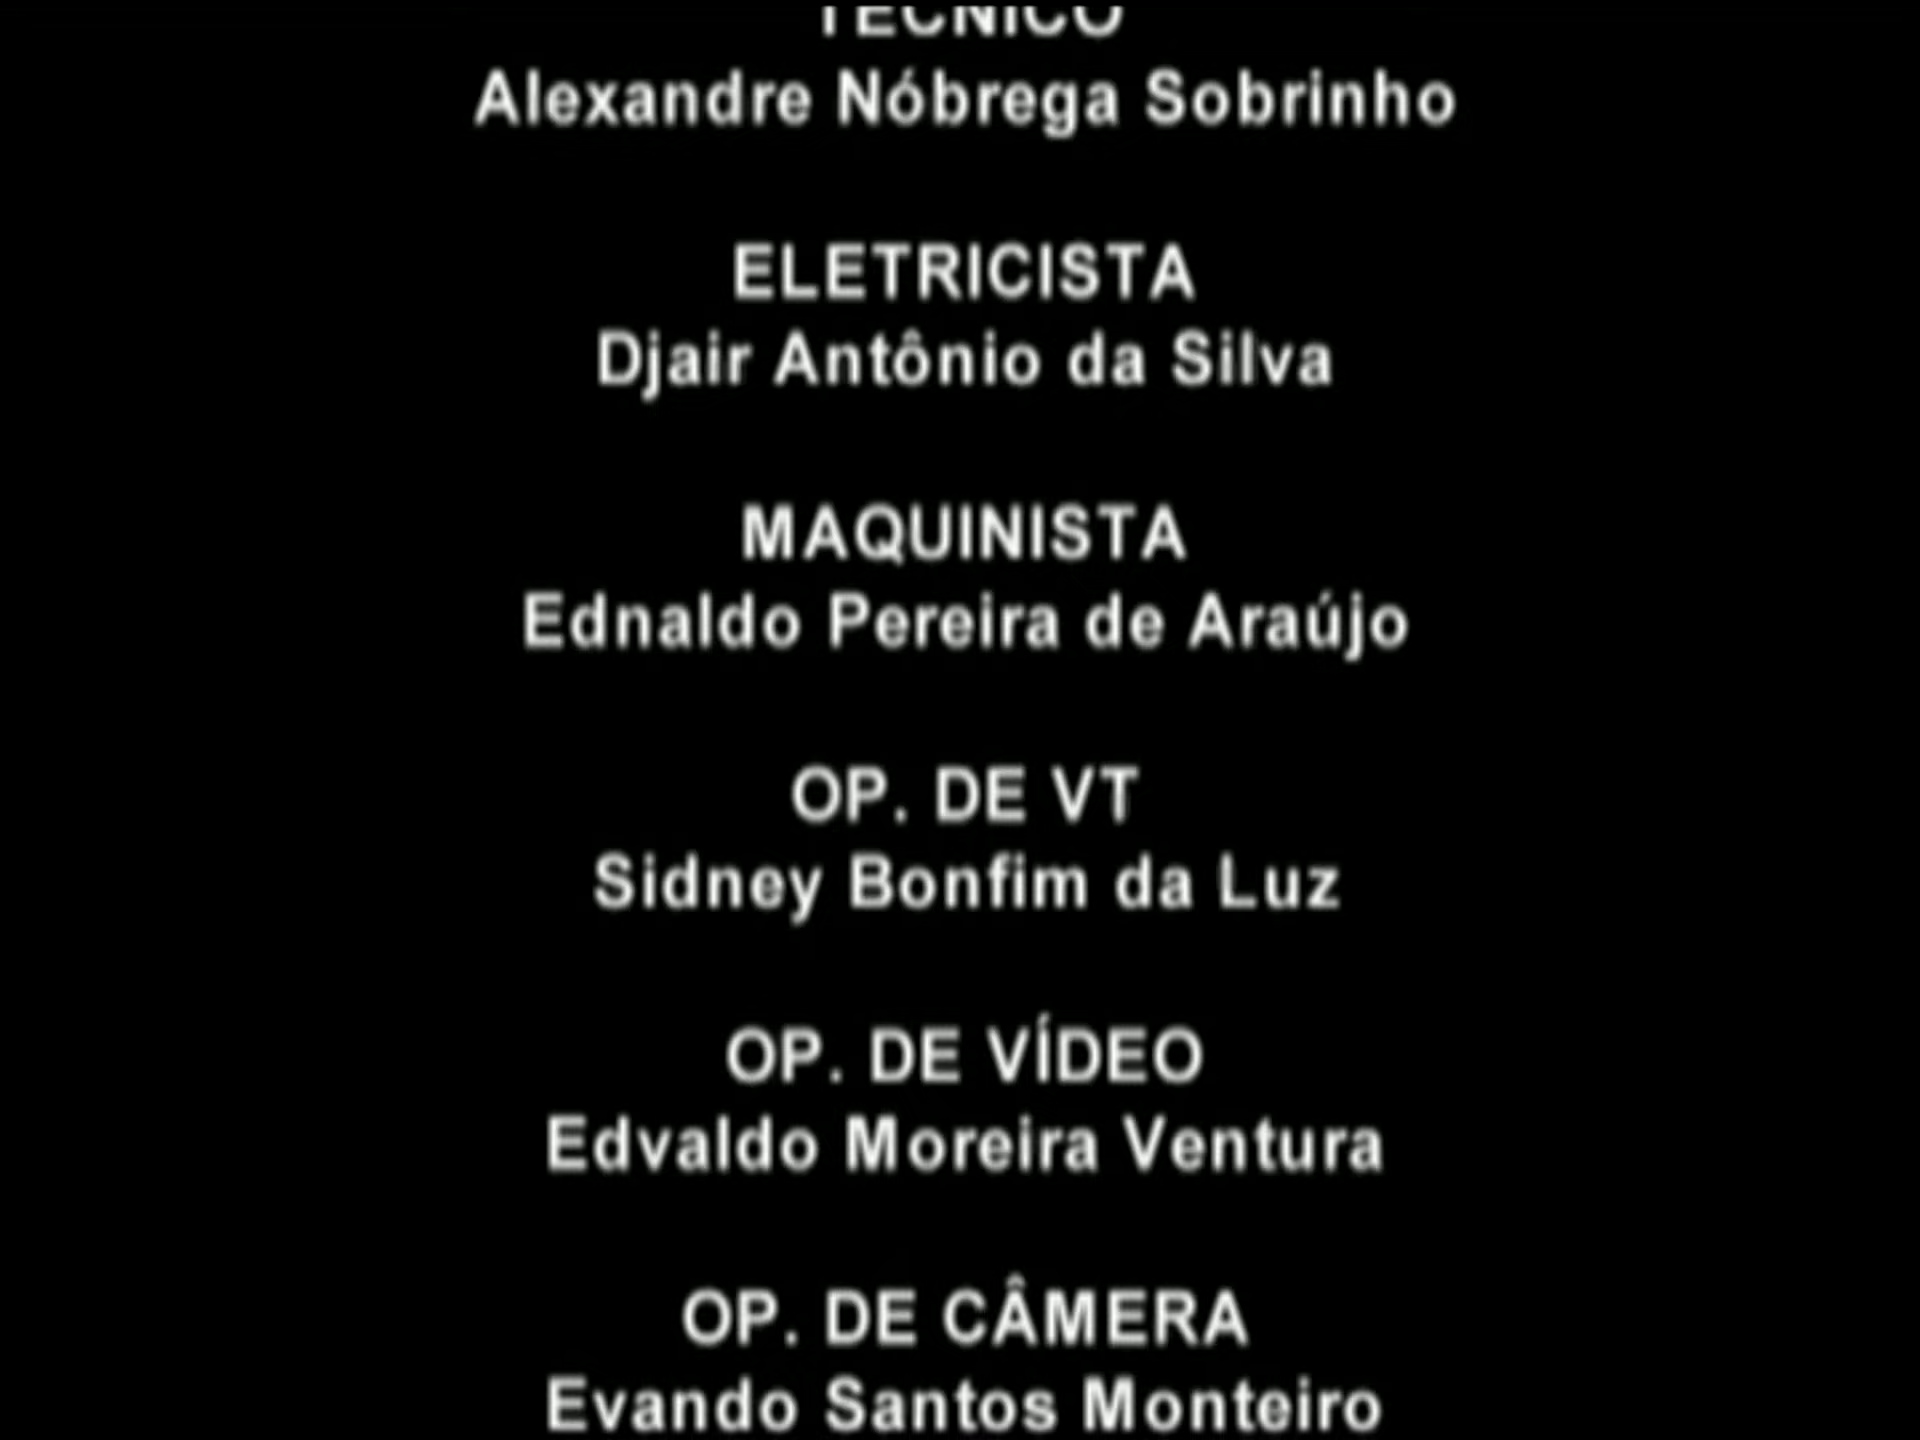 TÉCNICO
Alexandre Nóbrega Sobrinho
ELETRICISTA
Djair Antônio da Silva
MAQUINISTA
Ednaldo Pereira de Araújo
OP. DE VT
Sidney Bonfim da Luz
OP. DE VÍDEO
Edvaldo Moreira Ventura
OP. DE CÂMERA
Evando Santos Monteiro